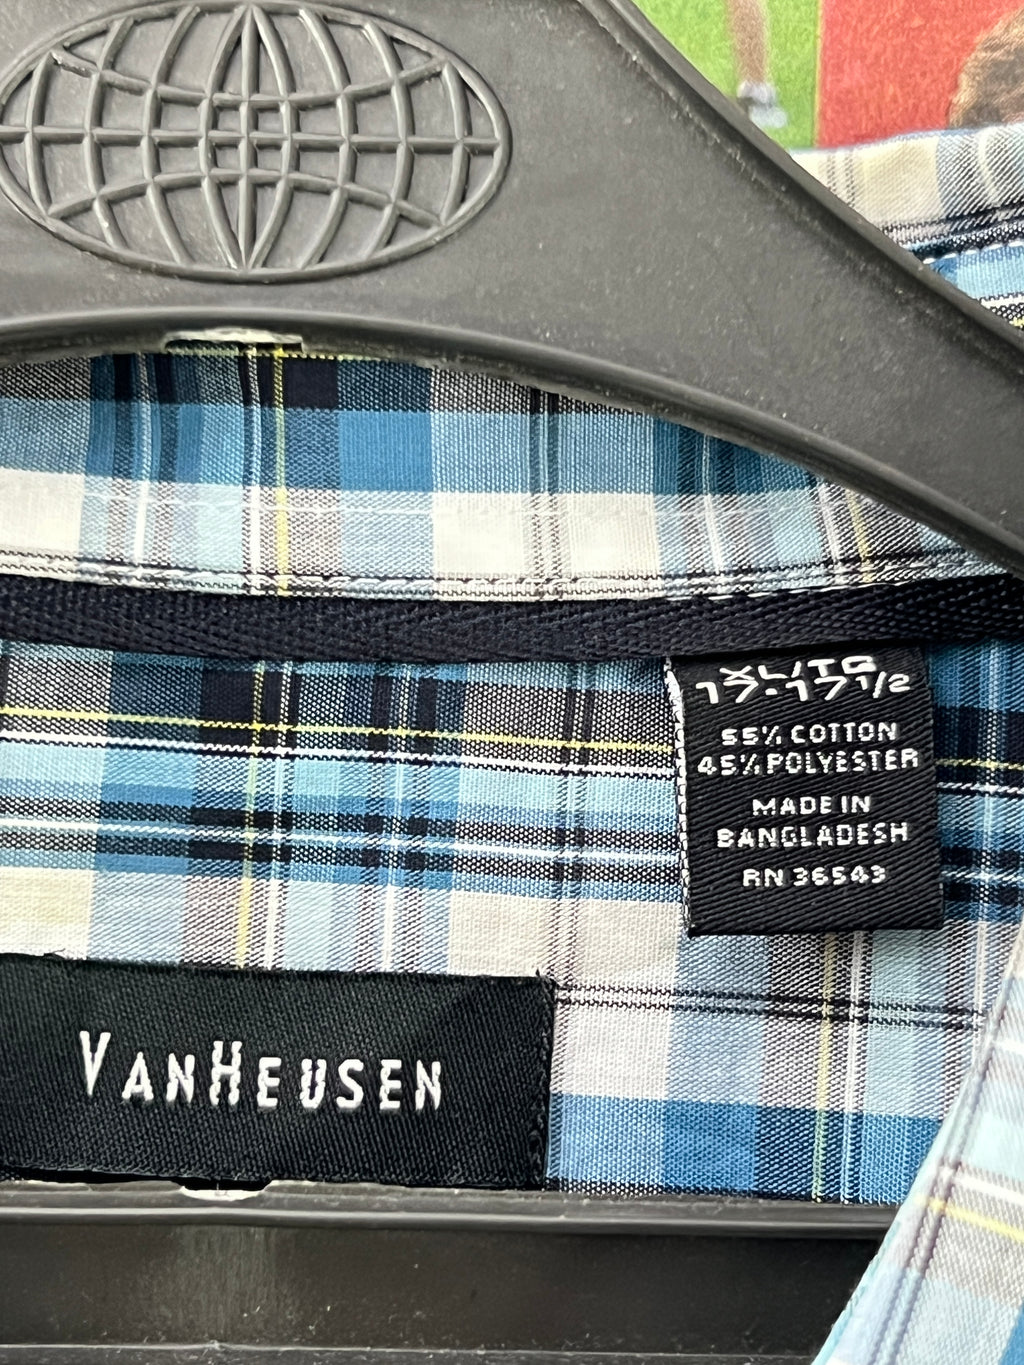 XL/TG
17-17 1/2
55% COTTON
45% POLYESTER
MADE IN
BANGLADESH
RN 36543
VANHEUSEN